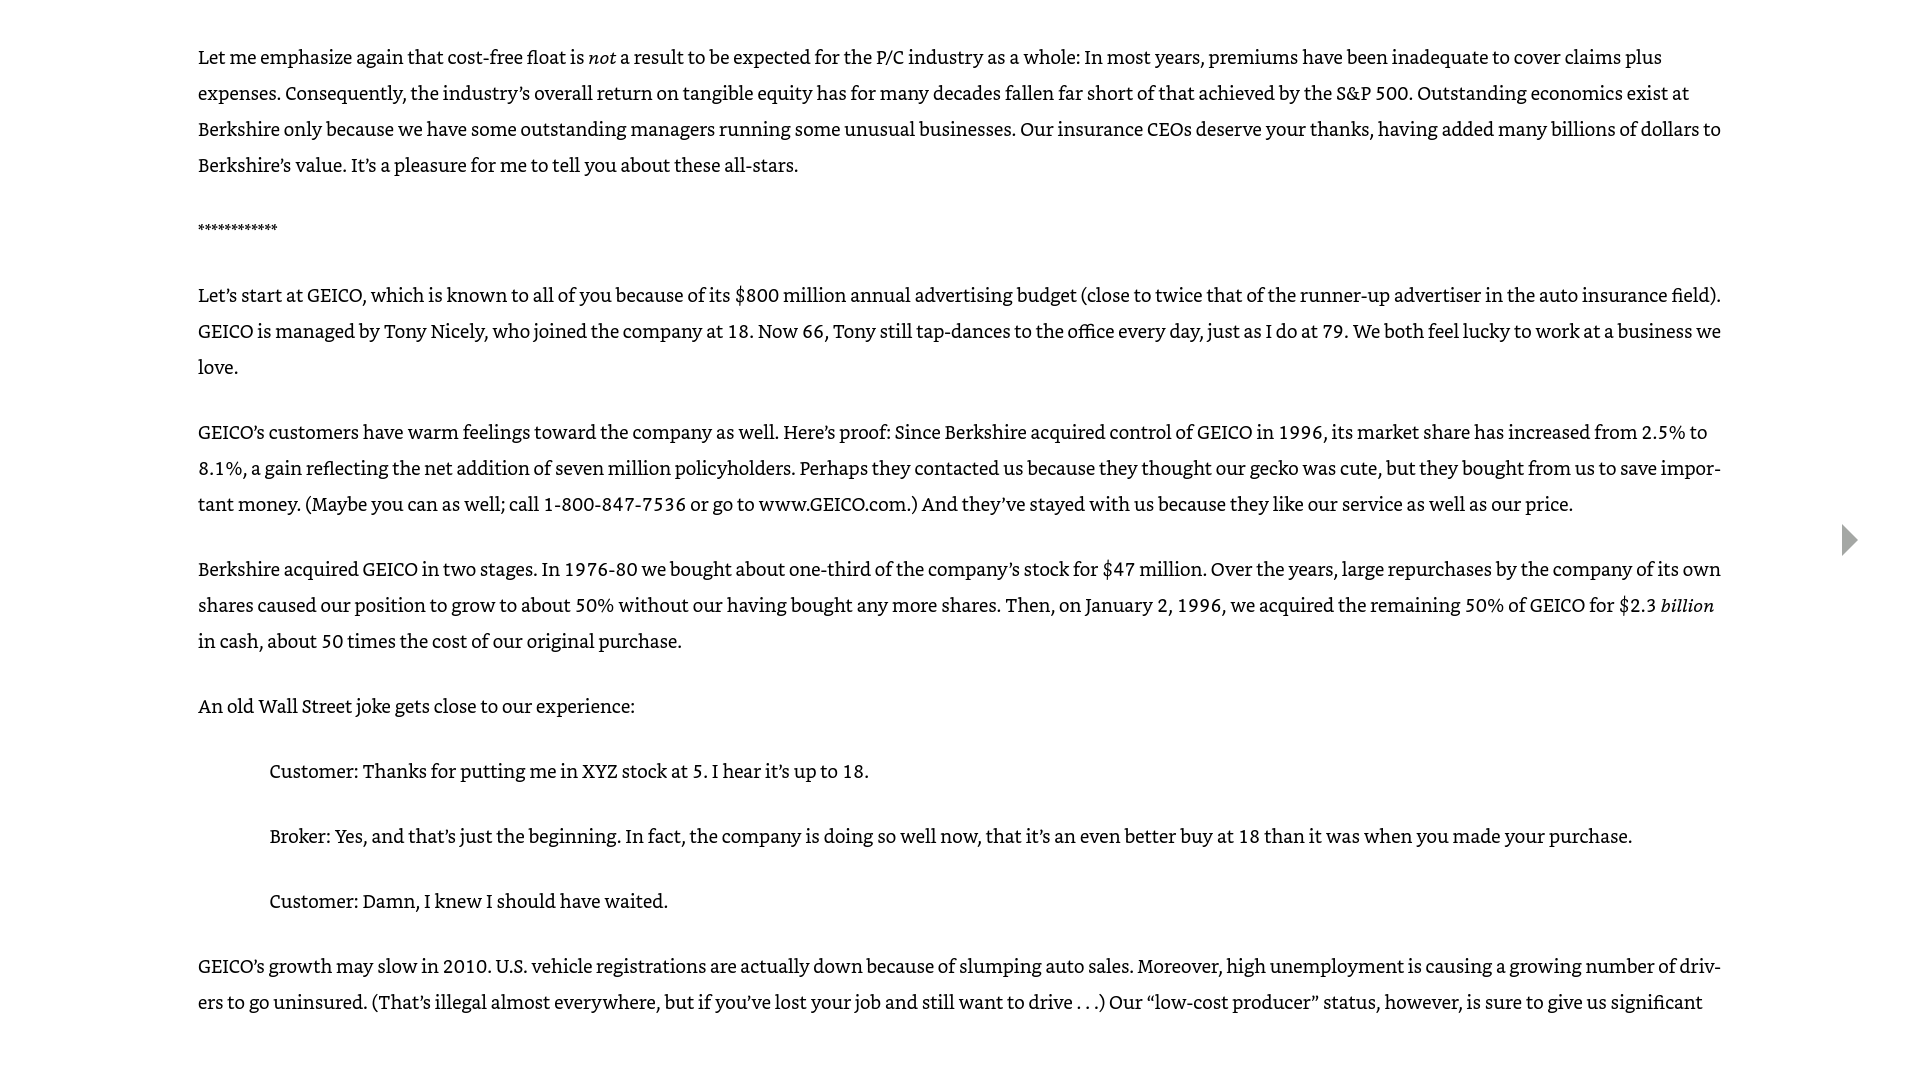 Let me emphasize again that cost-free float is not a result to be expected for the P/C industry as a whole: In most years, premiums have been inadequate to cover claims plus
expenses. Consequently, the industry’s overall return on tangible equity has for many decades fallen far short of that achieved by the S&P 500. Outstanding economics exist at
Berkshire only because we have some outstanding managers running some unusual businesses. Our insurance CEOs deserve your thanks, having added many billions of dollars to
Berkshire’s value. It’s a pleasure for me to tell you about these all-stars.
************
Let’s start at GEICO, which is known to all of you because of its $800 million annual advertising budget (close to twice that of the runner-up advertiser in the auto insurance field).
GEICO is managed by Tony Nicely, who joined the company at 18. Now 66, Tony still tap-dances to the office every day, just as I do at 79. We both feel lucky to work at a business we
love.
GEICO’s customers have warm feelings toward the company as well. Here’s proof: Since Berkshire acquired control of GEICO in 1996, its market share has increased from 2.5% to
8.1%, a gain reflecting the net addition of seven million policyholders. Perhaps they contacted us because they thought our gecko was cute, but they bought from us to save impor-
tant money. (Maybe you can as well; call 1-800-847-7536 or go to www.GEICO.com.) And they’ve stayed with us because they like our service as well as our price.
Berkshire acquired GEICO in two stages. In 1976-80 we bought about one-third of the company’s stock for $47 million. Over the years, large repurchases by the company of its own
shares caused our position to grow to about 50% without our having bought any more shares. Then, on January 2, 1996, we acquired the remaining 50% of GEICO for $2.3 billion
in cash, about 50 times the cost of our original purchase.
An old Wall Street joke gets close to our experience:
Customer: Thanks for putting me in XYZ stock at 5. I hear it’s up to 18.
Broker: Yes, and that’s just the beginning. In fact, the company is doing so well now, that it’s an even better buy at 18 than it was when you made your purchase.
Customer: Damn, I knew I should have waited.
GEICO’s growth may slow in 2010. U.S. vehicle registrations are actually down because of slumping auto sales. Moreover, high unemployment is causing a growing number of driv-
ers to go uninsured. (That’s illegal almost everywhere, but if you’ve lost your job and still want to drive . . .) Our “low-cost producer” status, however, is sure to give us significant